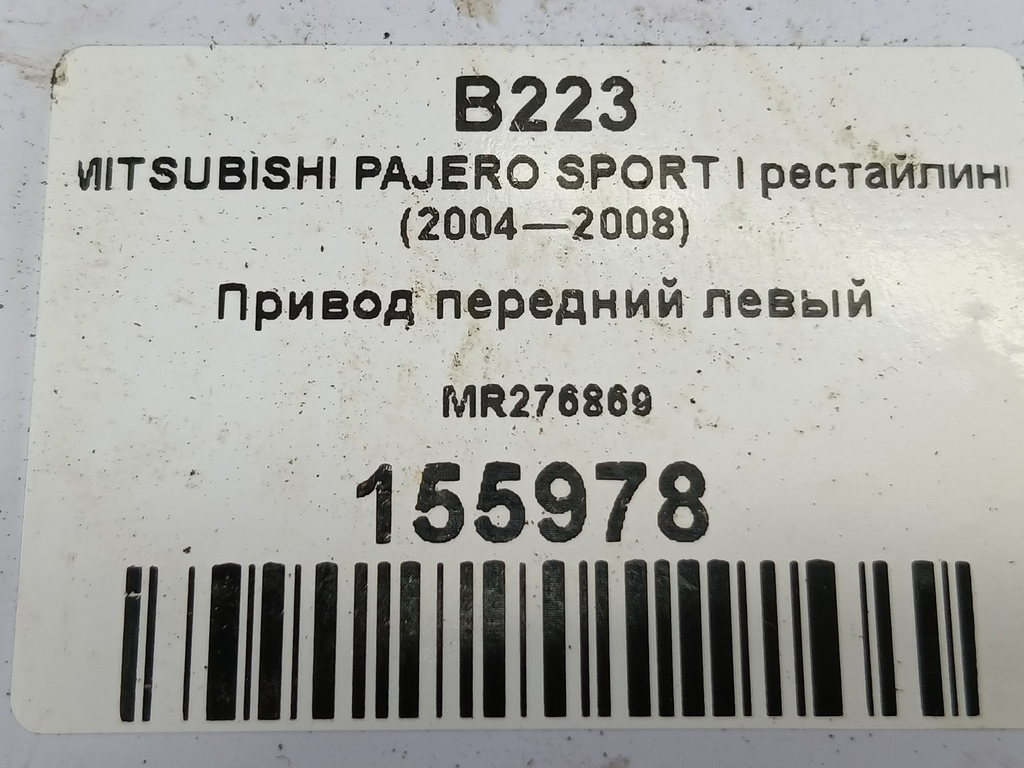 B223
MITSUBISHI PAJERO SPORT I рестайлинг
(2004—2008)
Привод передний левый
MR276869
155978